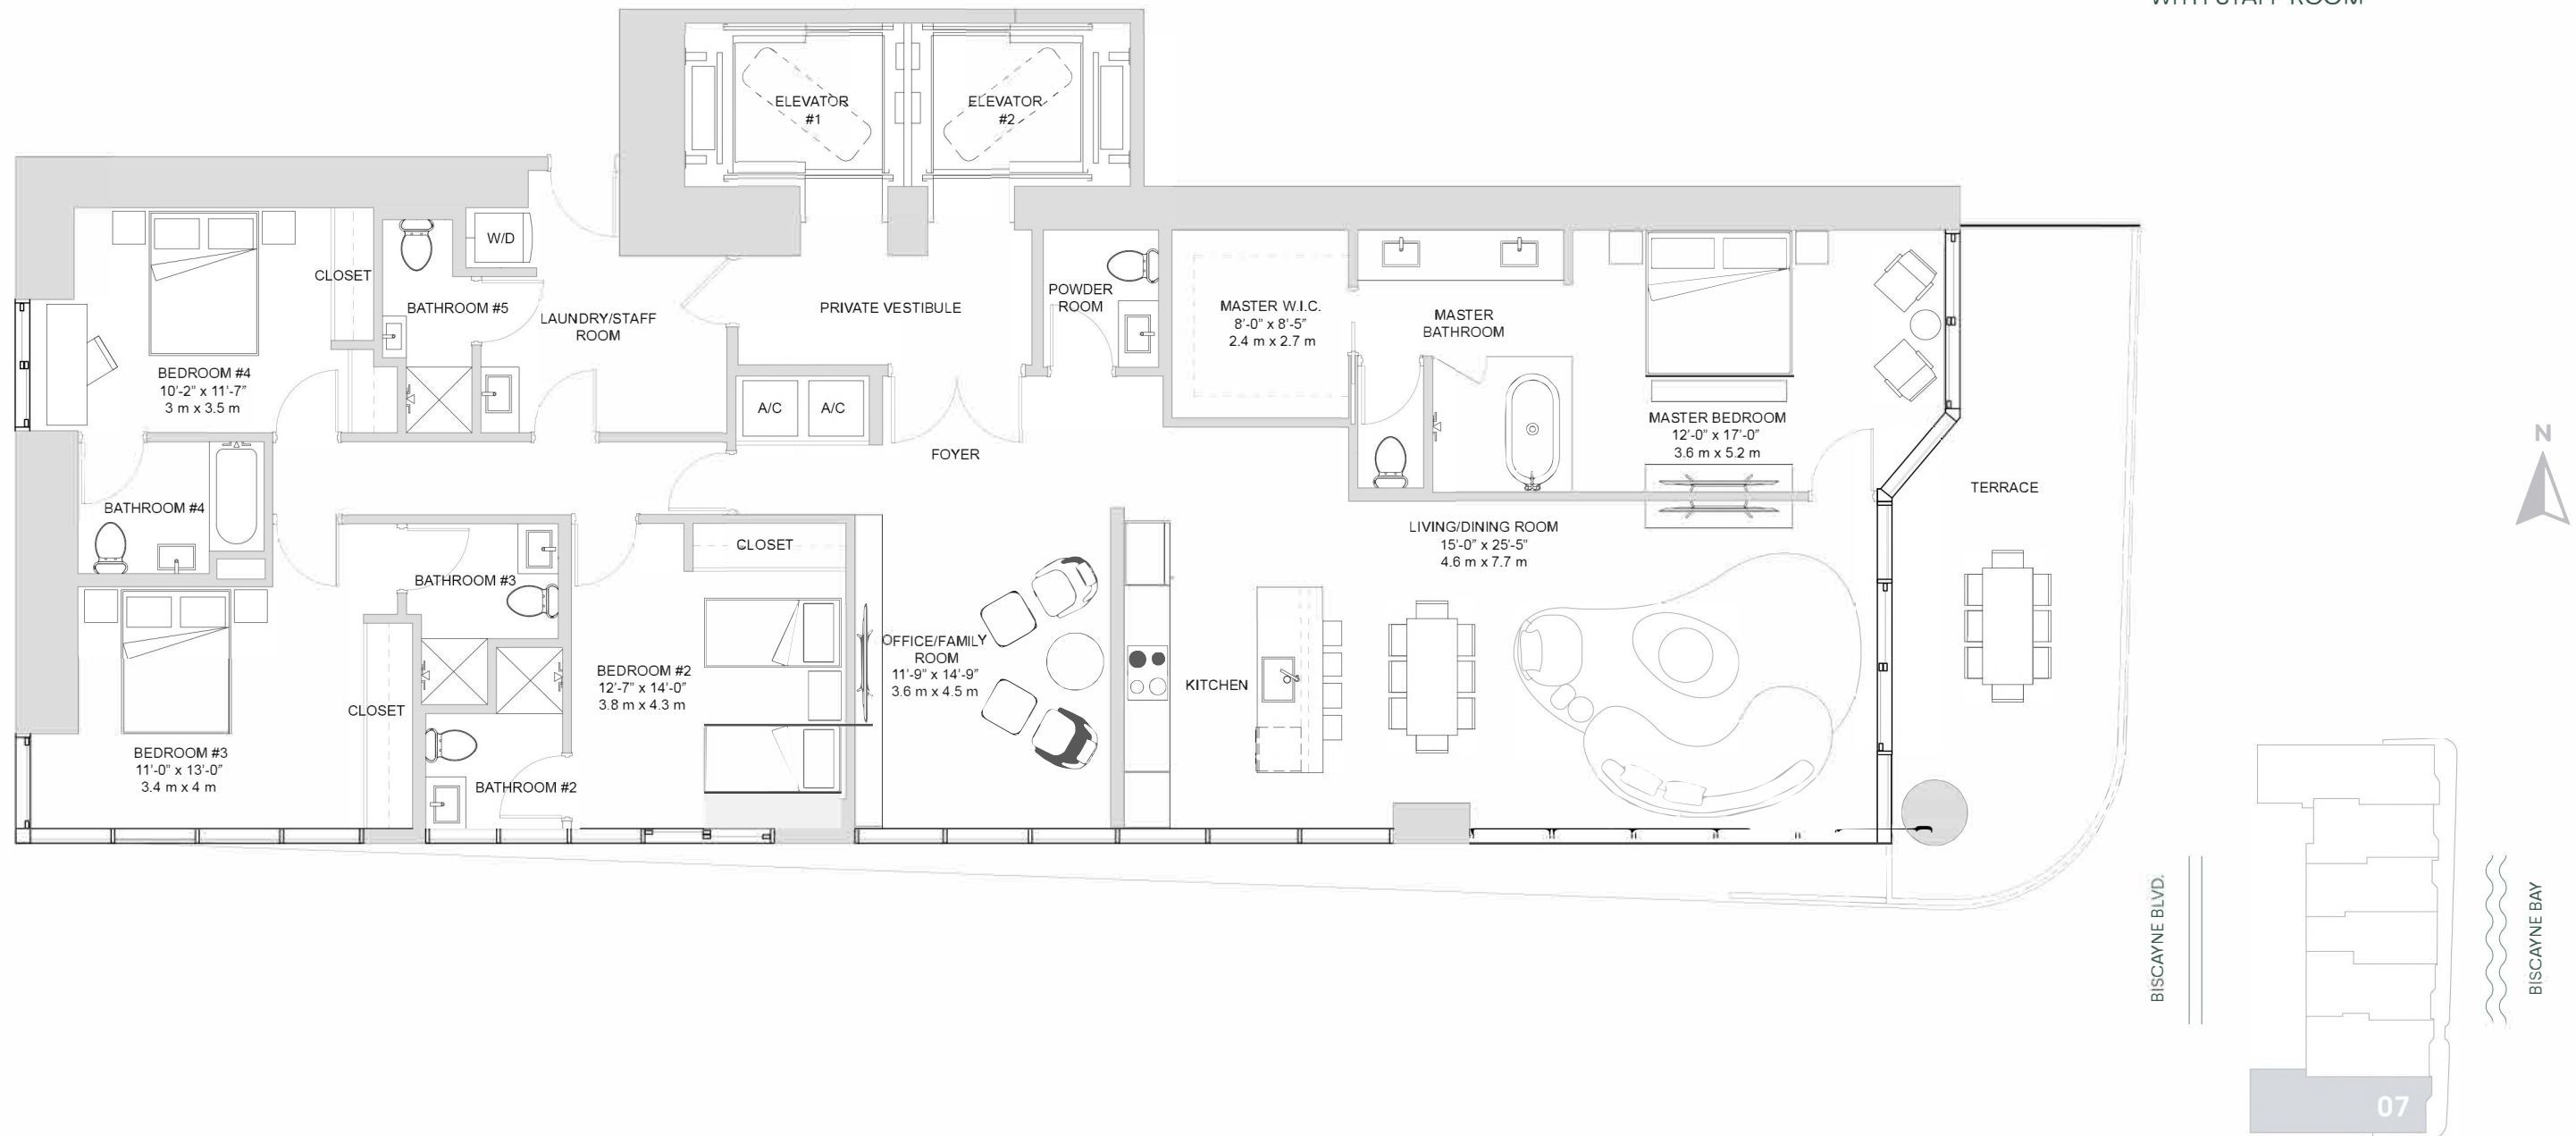 WITH STAFF ROOM
ELEVATOR
#1
ELEVATOR
#2
W/D
CLOSET
BATHROOM #5
LAUNDRY/STAFF
ROOM
PRIVATE VESTIBULE
POWDER
ROOM
MASTER W.I.C.
8'-0" x 8'-5"
2.4 m x 2.7 m
MASTER
BATHROOM
BEDROOM #4
10'-2" x 11'-7"
3 m x 3.5 m
A/C
A/C
MASTER BEDROOM
12'-0" x 17'-0"
3.6 m x 5.2 m
FOYER
N
TERRACE
BATHROOM #4
CLOSET
LIVING/DINING ROOM
15'-0" x 25'-5"
4.6 m x 7.7 m
BATHROOM #3
OFFICE/FAMILY
ROOM
11'-9" x 14'-9"
3.6 m x 4.5 m
BEDROOM #2
12'-7" x 14'-0"
3.8 m x 4.3 m
KITCHEN
CLOSET
BEDROOM #3
11'-0" x 13'-0"
3.4 m x 4 m
BATHROOM #2
BISCAYNE BLVD.
BISCAYNE BAY
07